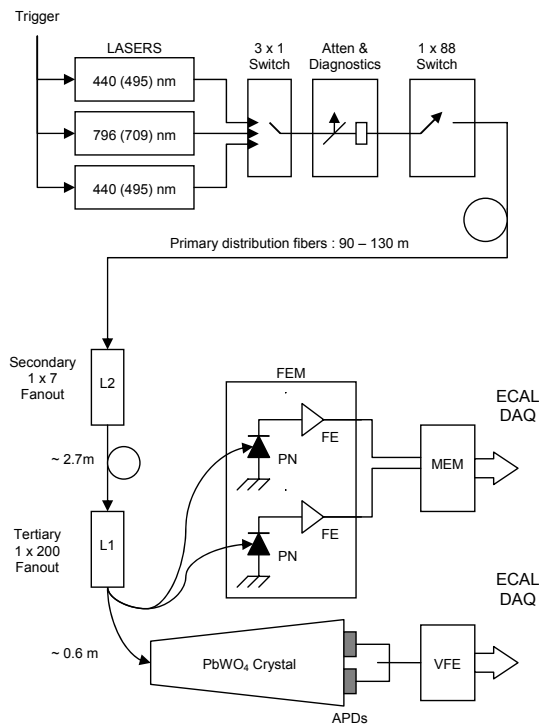 Trigger
LASERS
3 x 1
Switch
Atten &
Diagnostics
1 x 88
Switch
440 (495) nm
796 (709) nm
440 (495) nm
Primary distribution fibers : 90 – 130 m
Secondary
1 x 7
Fanout
L2
~ 2.7m
Tertiary
1 x 200
Fanout
L1
FEM
FE
PN
FE
PN
MEM
ECAL
DAQ
~ 0.6 m
PbWO₄ Crystal
APDs
VFE
ECAL
DAQ